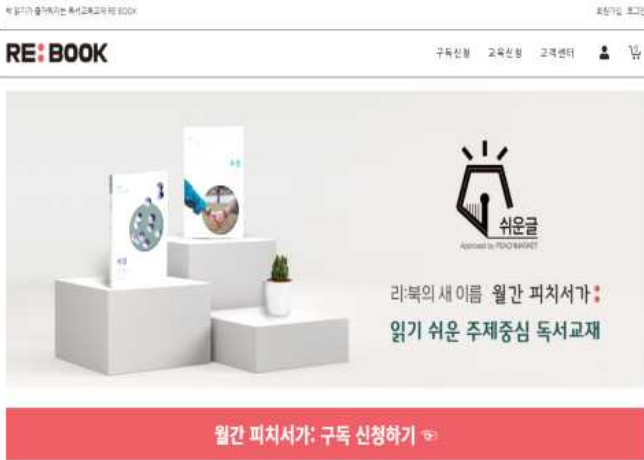 책 읽기가 즐거워지는 독서교육교재 RE:BOOK
회원가입 로그인
RE:BOOK
구독신청 교육신청 고객센터
쉬운글
Approved by PEACHMARKET
리:북의 새 이름 월간 피치서가:
읽기 쉬운 주제중심 독서교재
월간 피치서가: 구독 신청하기